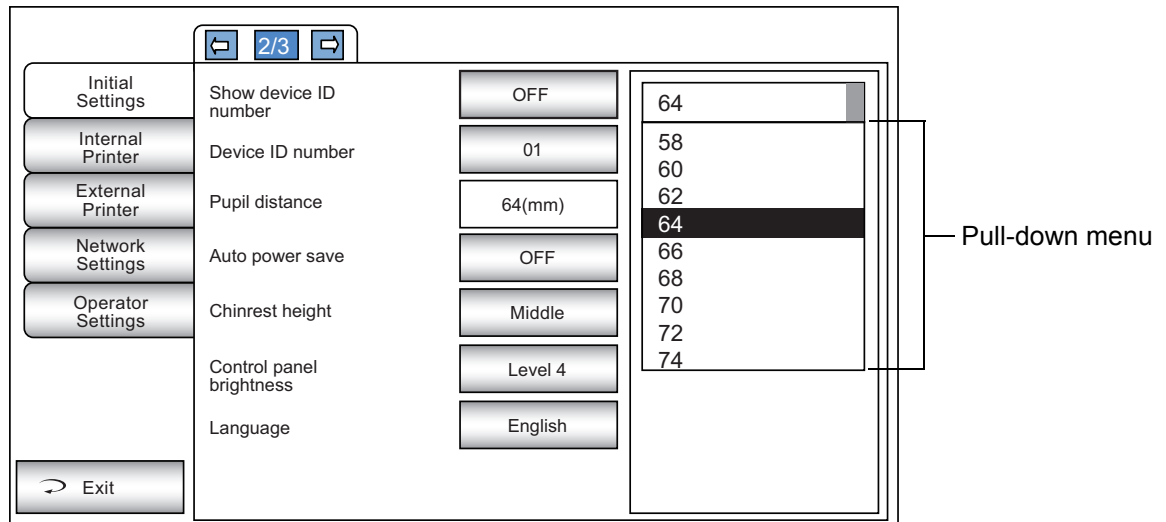 2/3
Initial
Settings
Internal
Printer
External
Printer
Network
Settings
Operator
Settings
Exit
Show device ID
number
OFF
Device ID number
01
Pupil distance
64(mm)
Auto power save
OFF
Chinrest height
Middle
Control panel
brightness
Level 4
Language
English
64
58
60
62
64
66
68
70
72
74
Pull-down menu